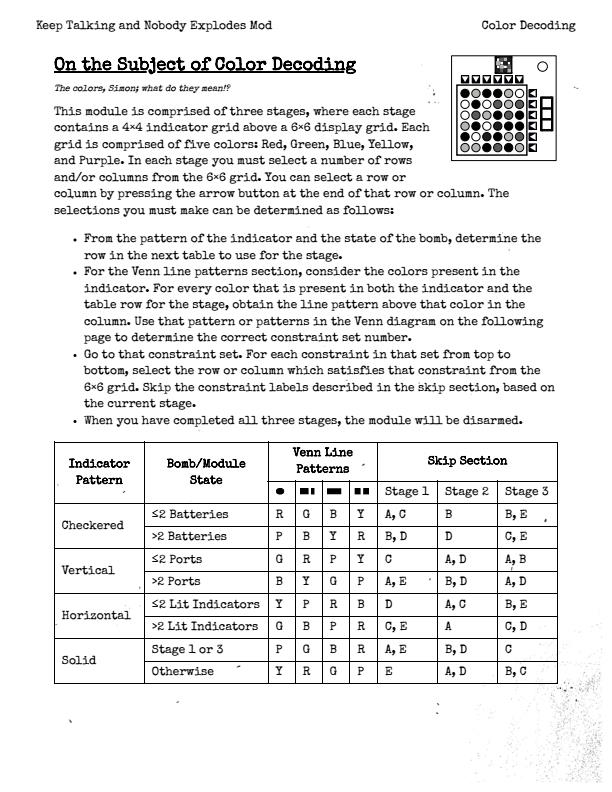 Keep Talking and Nobody Explodes Mod
Color Decoding
On the Subject of Color Decoding
The colors, Simon; what do they mean!?
This module is comprised of three stages, where each stage
contains a 4×4 indicator grid above a 6×6 display grid. Each
grid is comprised of five colors: Red, Green, Blue, Yellow,
and Purple. In each stage you must select a number of rows
and/or columns from the 6×6 grid. You can select a row or
column by pressing the arrow button at the end of that row or column. The
selections you must make can be determined as follows:
• From the pattern of the indicator and the state of the bomb, determine the
row in the next table to use for the stage.
• For the Venn line patterns section, consider the colors present in the
indicator. For every color that is present in both the indicator and the
table row for the stage, obtain the line pattern above that color in the
column. Use that pattern or patterns in the Venn diagram on the following
page to determine the correct constraint set number.
• Go to that constraint set. For each constraint in that set from top to
bottom, select the row or column which satisfies that constraint from the
6×6 grid. Skip the constraint labels described in the skip section, based on
the current stage.
• When you have completed all three stages, the module will be disarmed.
Indicator Pattern Bomb/Module State Venn Line Patterns Skip Section
Stage 1 Stage 2 Stage 3
Checkered ≤2 Batteries R G B Y A, C B B, E
>2 Batteries P B Y R B, D D C, E
Vertical ≤2 Ports G R P Y C A, D A, B
>2 Ports B Y G P A, E B, D A, D
Horizontal ≤2 Lit Indicators Y P R B D A, C B, E
>2 Lit Indicators G B P R C, E A C, D
Solid Stage 1 or 3 P G B R A, E B, D C
Otherwise Y R G P E A, D B, C